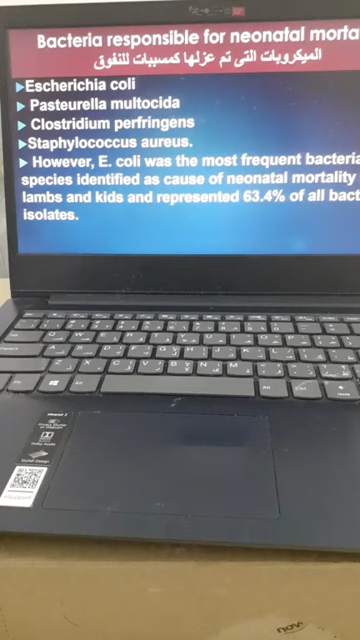 Bacteria responsible for neonatal morta
الميكروبات التى تم عزلها كمسببات للنفوق
Escherichia coli
Pasteurella multocida
Clostridium perfringens
Staphylococcus aureus.
However, E. coli was the most frequent bacteria
species identified as cause of neonatal mortality
lambs and kids and represented 63.4% of all bact
isolates.